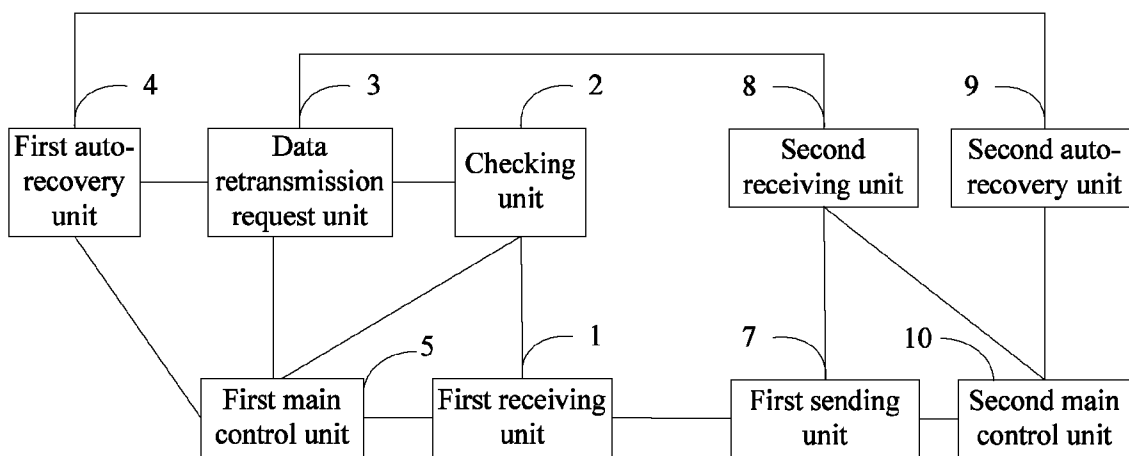 4
3
2
8
9
First auto-
recovery
unit
Data
retransmission
request unit
Checking
unit
Second
receiving unit
Second auto-
recovery unit
5
1
7
10
First main
control unit
First receiving
unit
First sending
unit
Second main
control unit